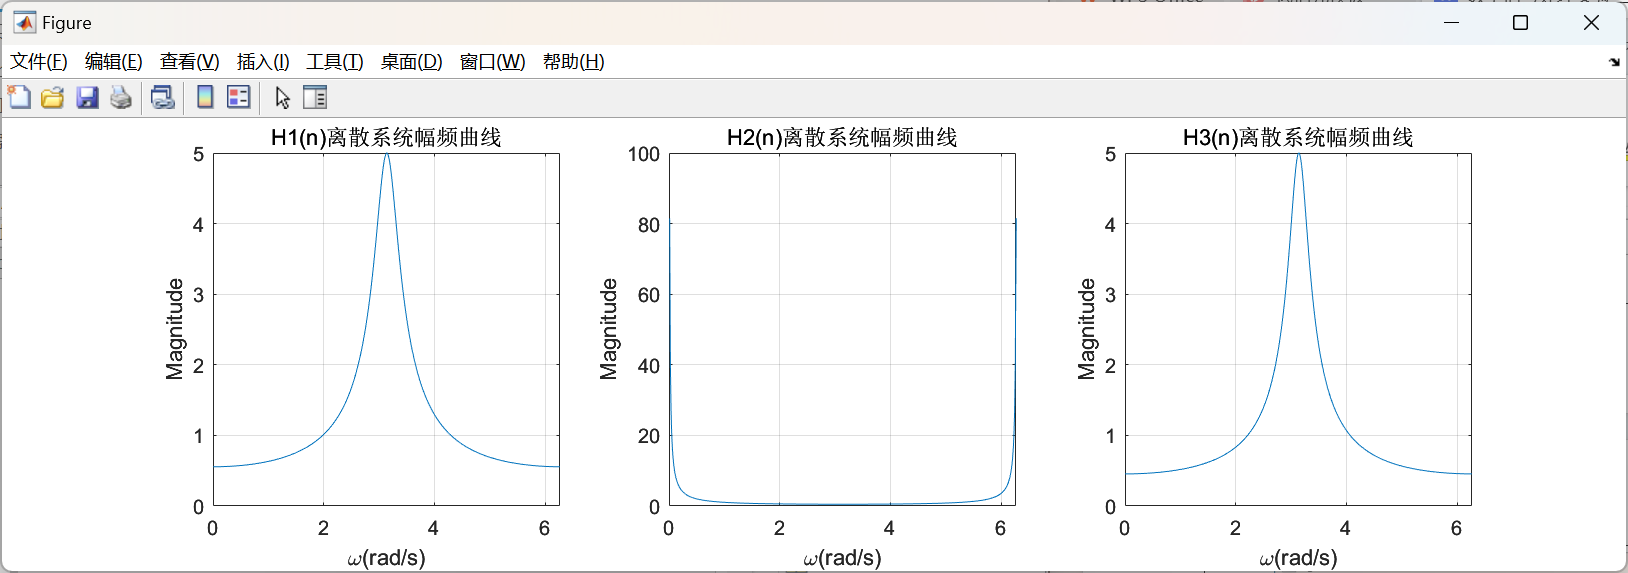 Figure
文件(F) 编辑(E) 查看(V) 插入(I) 工具(T) 桌面(D) 窗口(W) 帮助(H)
H1(n)离散系统幅频曲线
5
4
3
2
1
0
0 2 4 6
Magnitude
ω(rad/s)
H2(n)离散系统幅频曲线
100
80
60
40
20
0
0 2 4 6
Magnitude
ω(rad/s)
H3(n)离散系统幅频曲线
5
4
3
2
1
0
0 2 4 6
Magnitude
ω(rad/s)